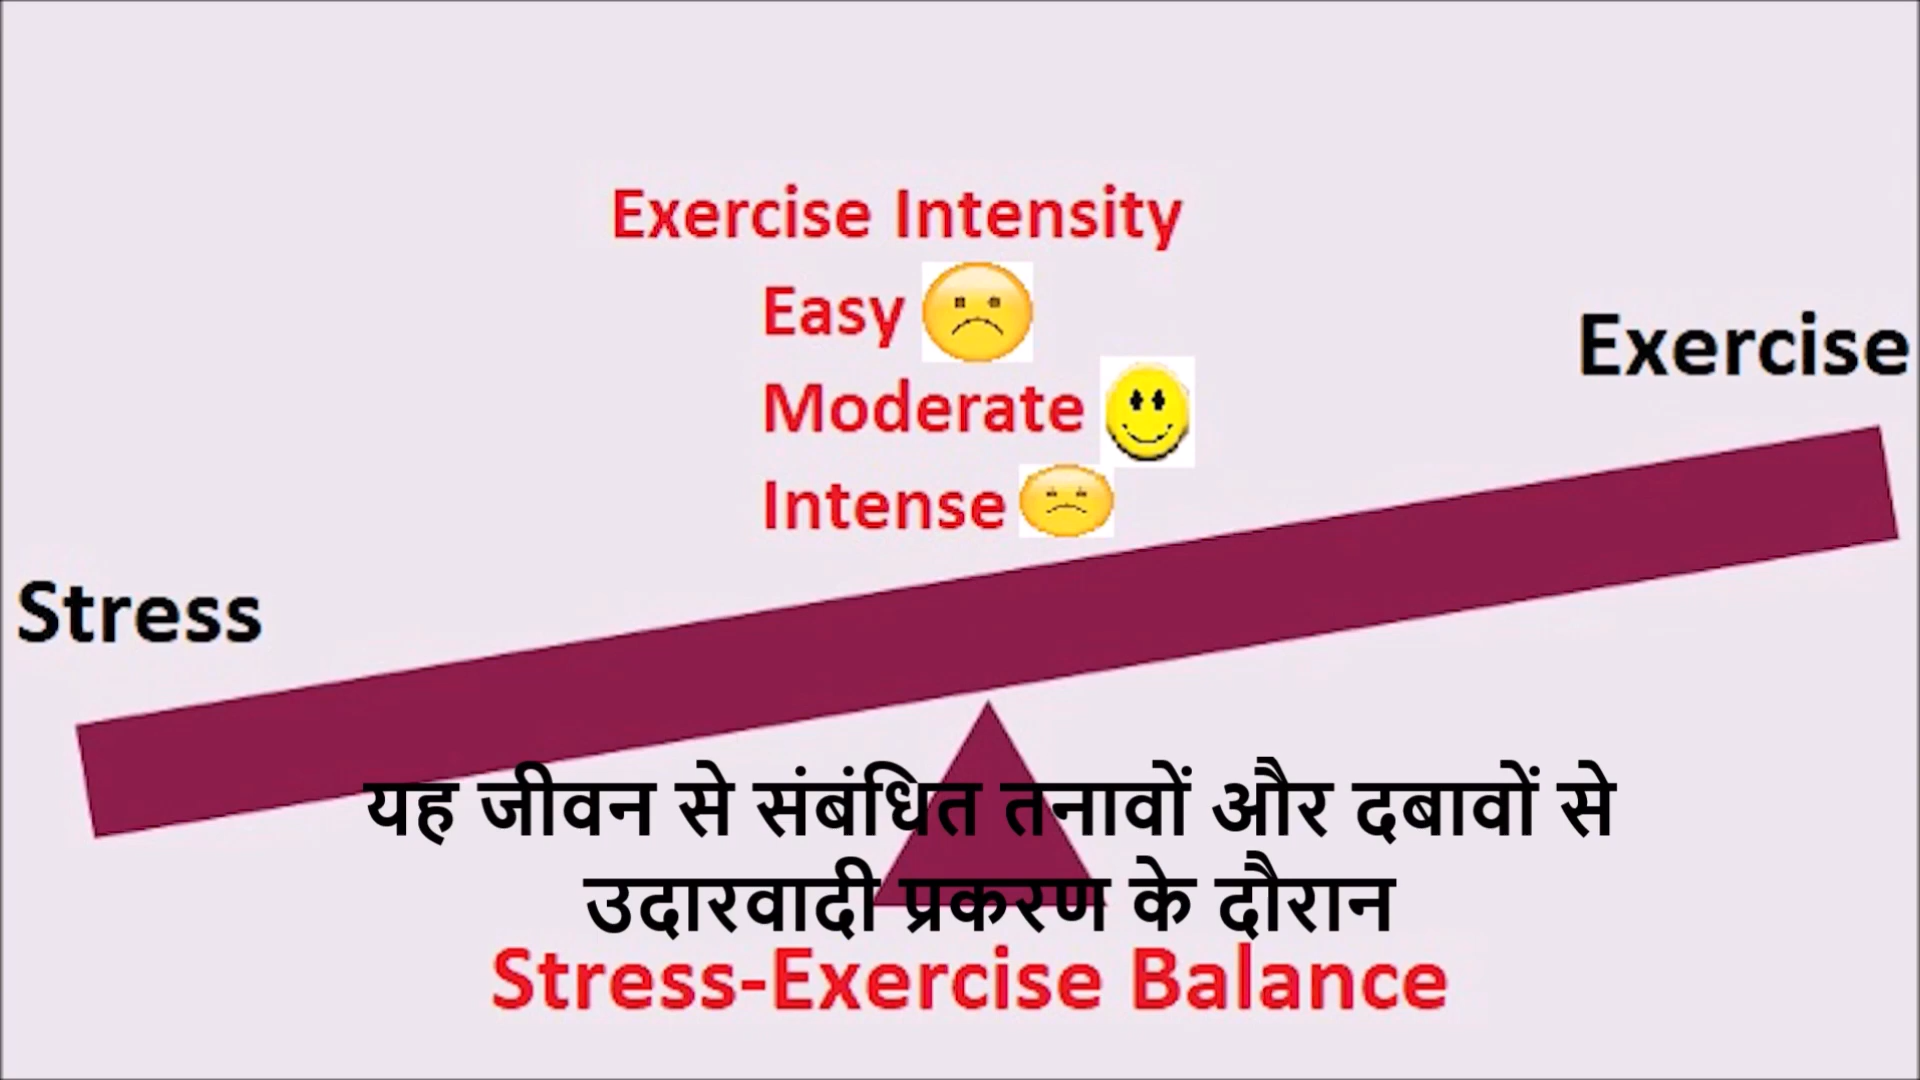 Exercise Intensity
Easy
Moderate
Intense
Exercise
Stress
यह जीवन से संबंधित तनावों और दबावों से
उदारवादी प्रकरण के दौरान
Stress-Exercise Balance